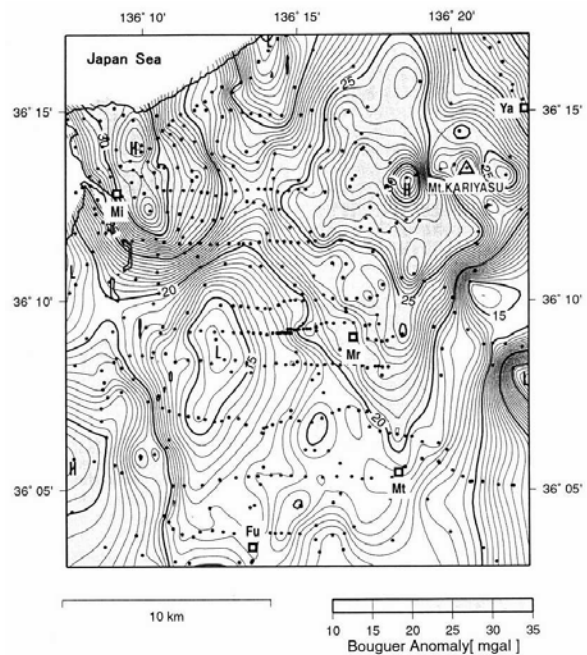 136° 10'
136° 15'
136° 20'
Japan Sea
25
Ya
36° 15'
36° 15'
30
H
H
25
Mt.KARIYASU
Mi
L
20
25
36° 10'
36° 10'
15
L
15
Mr
L
20
H
36° 05'
36° 05'
Mt
Fu
10 km
10 15 20 25 30 35
Bouguer Anomaly[ mgal ]